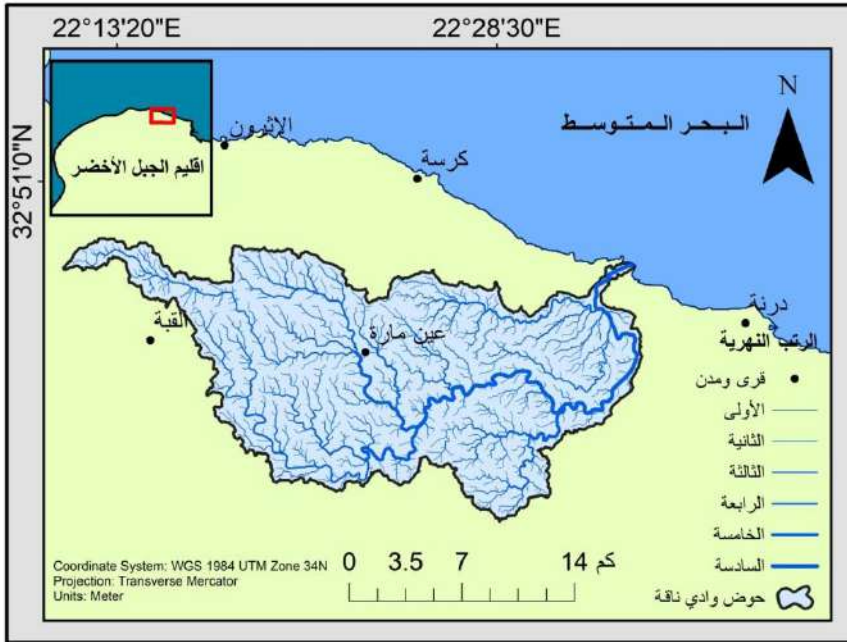 22°13'20"E
22°28'30"E
32°51'0"N
N
البحر المتوسط
اقليم الجبل الأخضر
الإثرون
كرسة
درنة
القبة
عين مارة
الرتب النهرية
قرى ومدن
الأولى
الثانية
الثالثة
الرابعة
الخامسة
السادسة
حوض وادي ناقة
0 3.5 7 14 كم
Coordinate System: WGS 1984 UTM Zone 34N
Projection: Transverse Mercator
Units: Meter